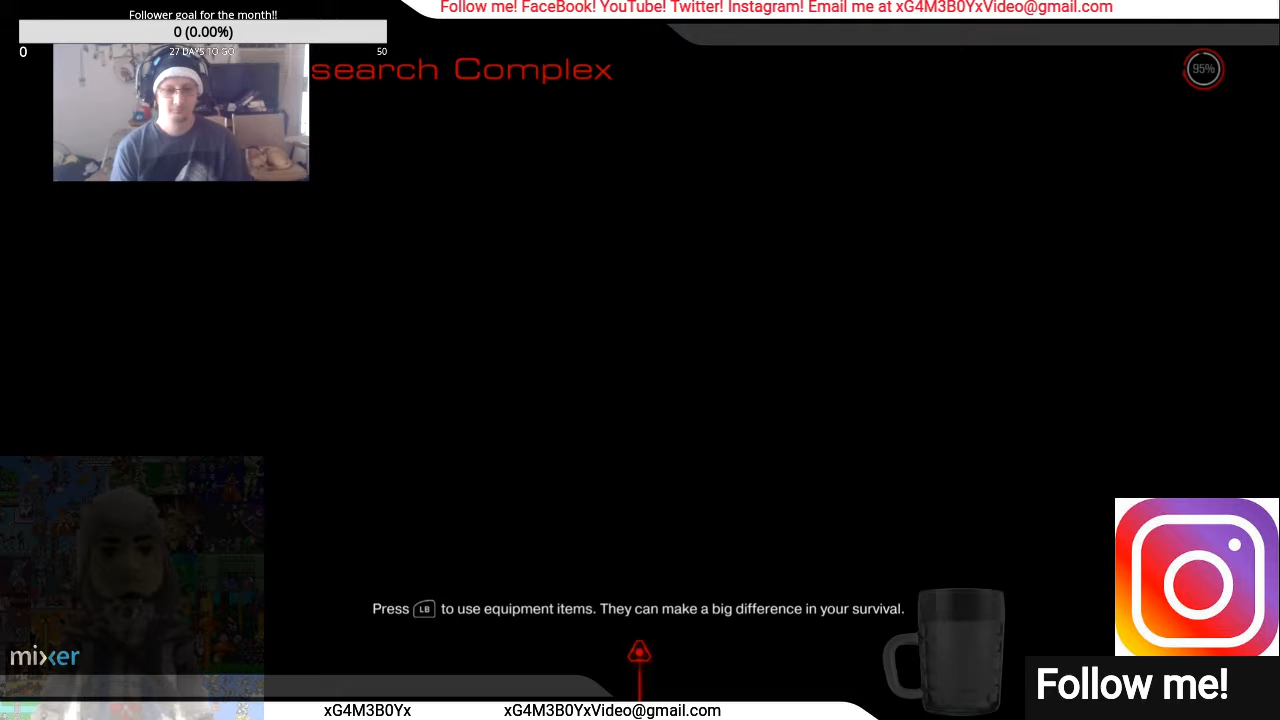 Follow me! FaceBook! YouTube! Twitter! Instagram! Email me at xG4M3B0YxVideo@gmail.com
Follower goal for the month!!
0 (0.00%)
0
27 DAYS TO GO
50
search Complex
95%
Press LB to use equipment items. They can make a big difference in your survival.
mixer
Follow me!
xG4M3B0Yx
xG4M3B0YxVideo@gmail.com